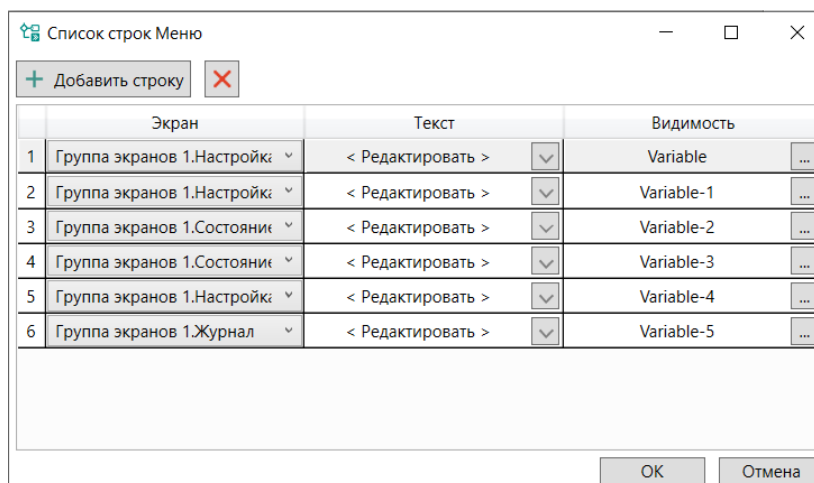 Список строк Меню
Добавить строку
Экран Текст Видимость
1 Группа экранов 1.Настройка < Редактировать > Variable ...
2 Группа экранов 1.Настройка < Редактировать > Variable-1 ...
3 Группа экранов 1.Состояние < Редактировать > Variable-2 ...
4 Группа экранов 1.Состояние < Редактировать > Variable-3 ...
5 Группа экранов 1.Настройка < Редактировать > Variable-4 ...
6 Группа экранов 1.Журнал < Редактировать > Variable-5 ...
ОК Отмена